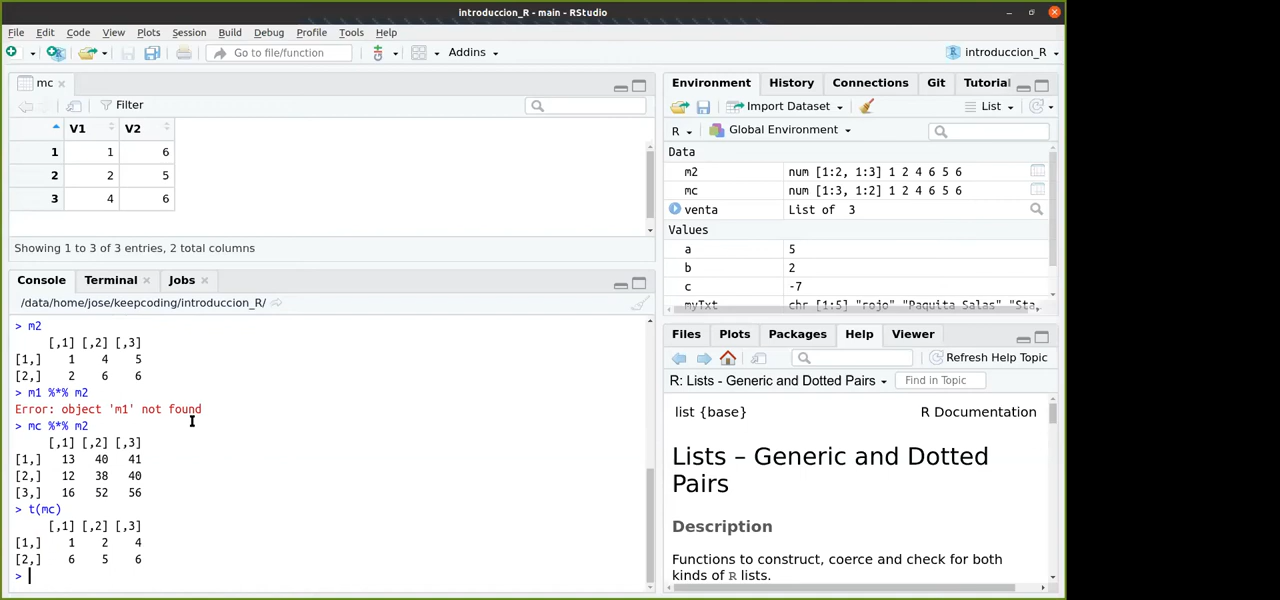 introduccion_R - main - RStudio
File Edit Code View Plots Session Build Debug Profile Tools Help
Go to file/function Addins introduccion_R
mc
Filter
V1 V2
1 1 6
2 2 5
3 4 6
Showing 1 to 3 of 3 entries, 2 total columns
Console Terminal Jobs
/data/home/jose/keepcoding/introduccion_R/
> m2
[,1] [,2] [,3]
[1,] 1 4 5
[2,] 2 6 6
> m1 %*% m2
Error: object 'm1' not found
> mc %*% m2
[,1] [,2] [,3]
[1,] 13 40 41
[2,] 12 38 40
[3,] 16 52 56
> t(mc)
[,1] [,2] [,3]
[1,] 1 2 4
[2,] 6 5 6
>
Environment History Connections Git Tutorial
Import Dataset List
R Global Environment
Data
m2 num [1:2, 1:3] 1 2 4 6 5 6
mc num [1:3, 1:2] 1 2 4 6 5 6
venta List of 3
Values
a 5
b 2
c -7
myTxt chr [1:5] "rojo" "Paquita Salas" "Sta…
Files Plots Packages Help Viewer
Refresh Help Topic
R: Lists - Generic and Dotted Pairs Find in Topic
list {base} R Documentation
Lists – Generic and Dotted
Pairs
Description
Functions to construct, coerce and check for both
kinds of R lists.